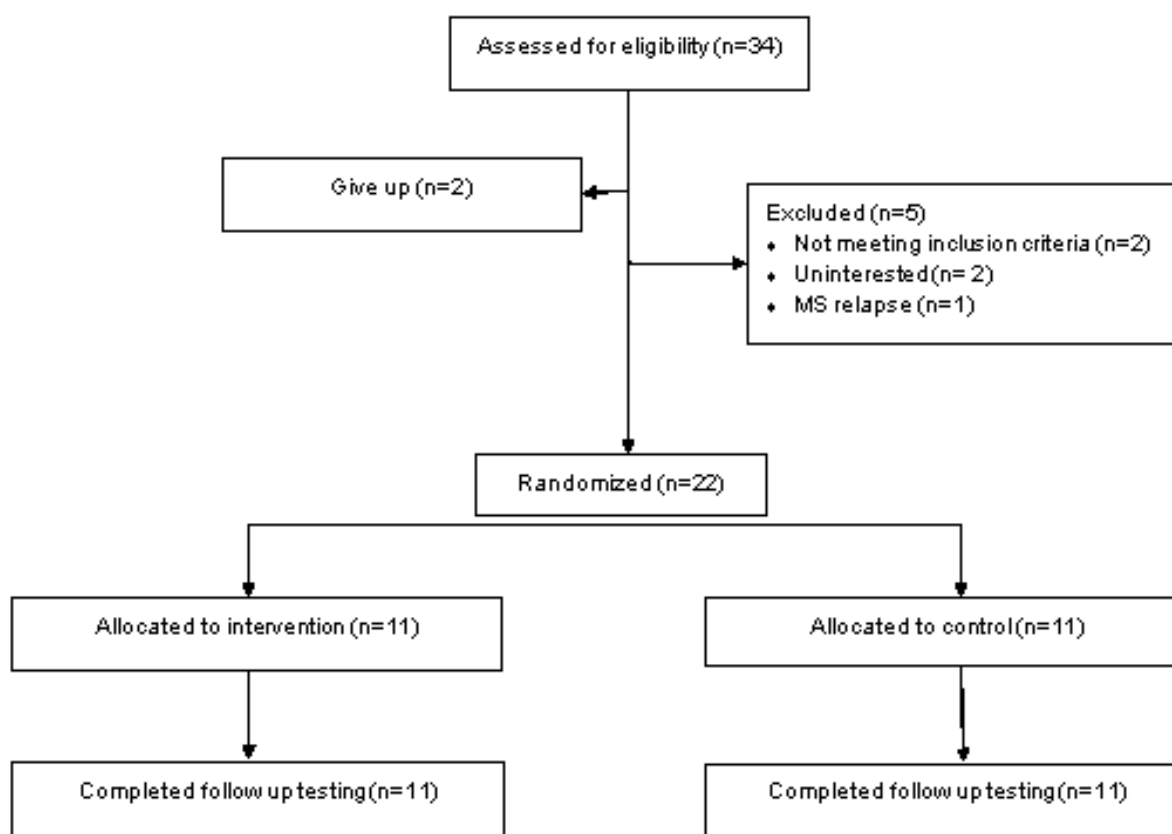 Assessed for eligibility (n=34)
Give up (n=2)
Excluded (n=5)
♦ Not meeting inclusion criteria (n=2)
♦ Uninterested (n= 2)
♦ MS relapse (n=1)
Randomized (n=22)
Allocated to intervention (n=11)
Allocated to control (n=11)
Completed follow up testing (n=11)
Completed follow up testing (n=11)